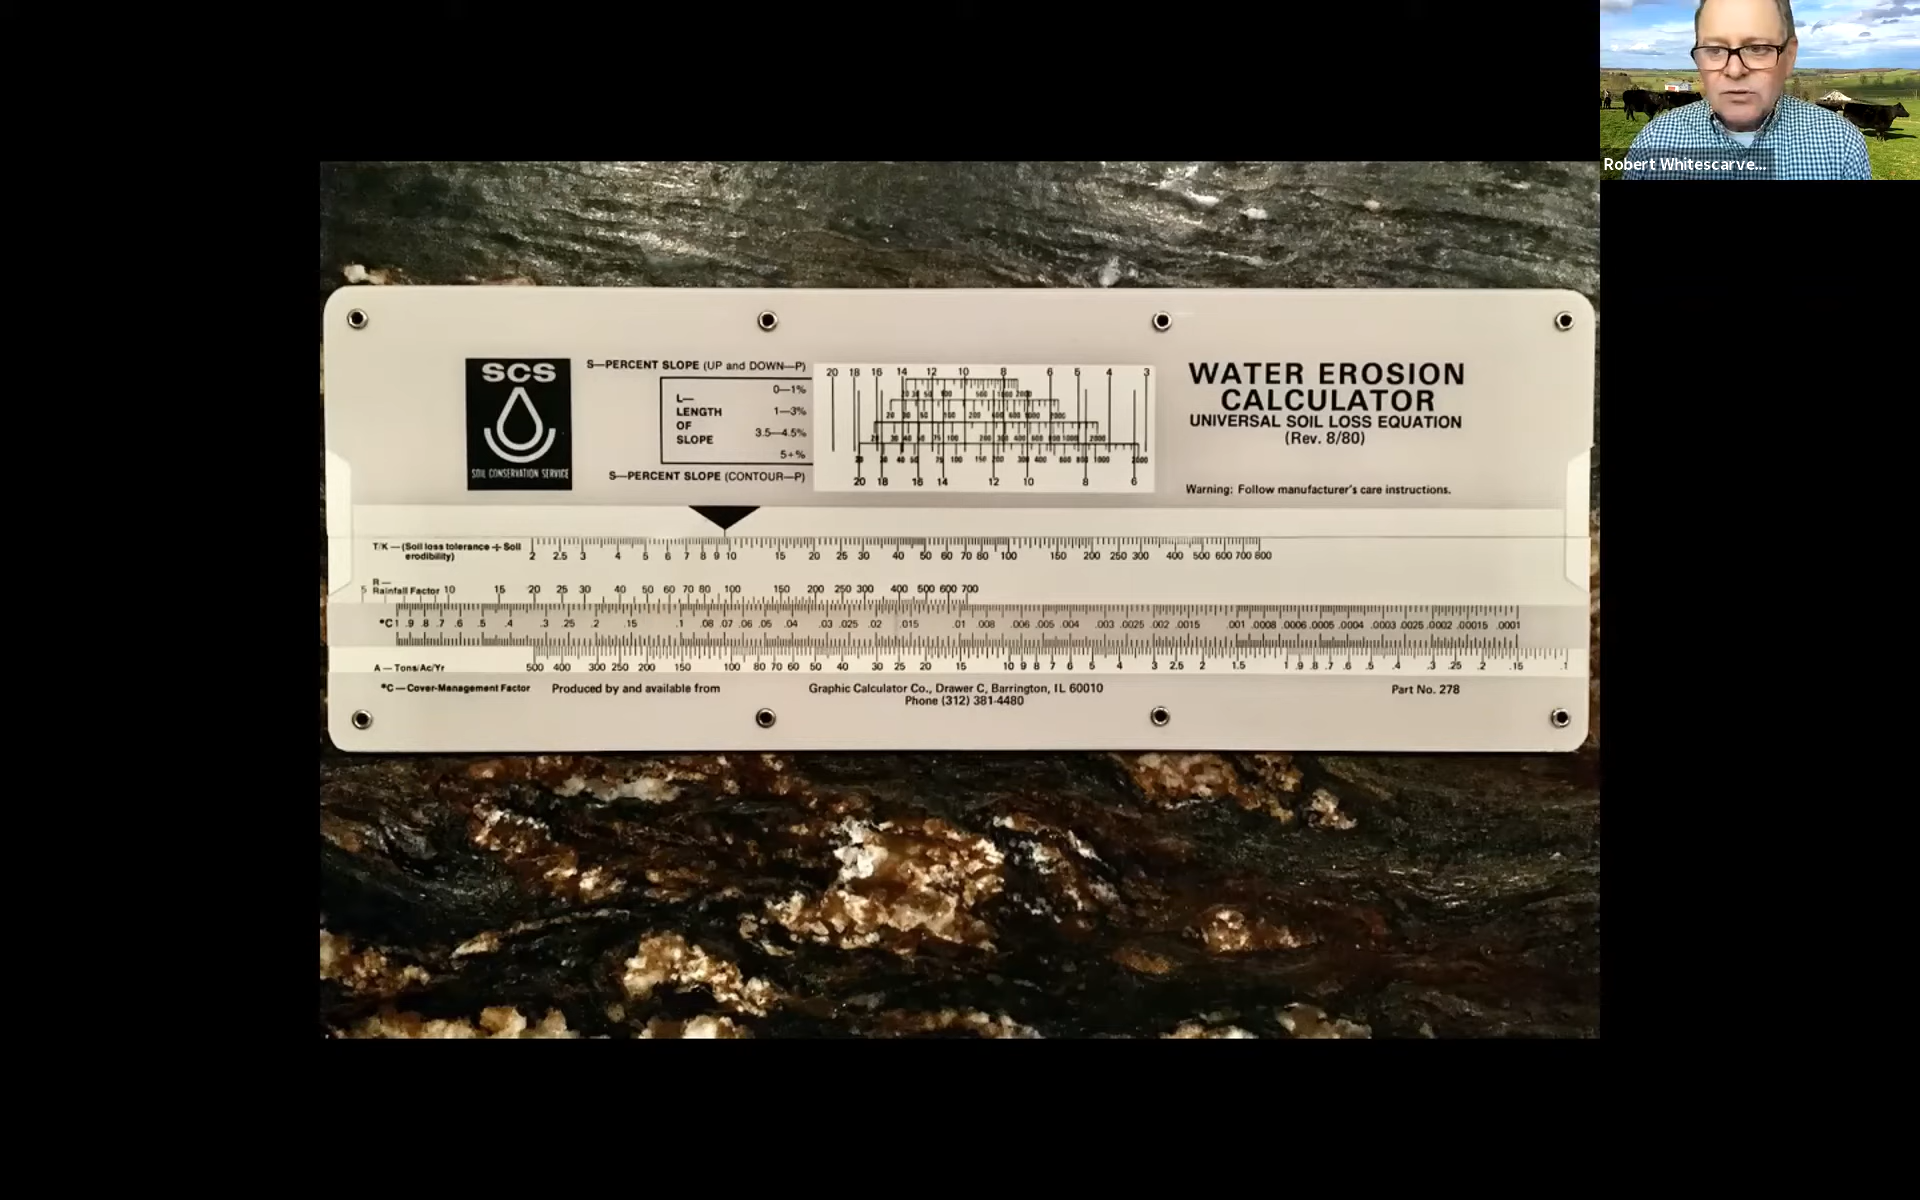 Robert Whitescarve...
SCS
SOIL CONSERVATION SERVICE
S—PERCENT SLOPE (UP and DOWN—P)
L—
LENGTH
OF
SLOPE
0—1%
1—3%
3.5—4.5%
5+%
S—PERCENT SLOPE (CONTOUR—P)
20 18 16 14 12 10 8 6 5 4 3
20 18 16 14 12 10 8 6
WATER EROSION
CALCULATOR
UNIVERSAL SOIL LOSS EQUATION
(Rev. 8/80)
Warning: Follow manufacturer's care instructions.
T/K — (Soil loss tolerance ÷ Soil
erodibility)
2 2.5 3 4 5 6 7 8 9 10 15 20 25 30 40 50 60 70 80 100 150 200 250 300 400 500 600 700 800
R —
Rainfall Factor
5 10 15 20 25 30 40 50 60 70 80 100 150 200 250 300 400 500 600 700
*C 1 .9 .8 .7 .6 .5 .4 .3 .25 .2 .15 .1 .08 .07 .06 .05 .04 .03 .025 .02 .015 .01 .008 .006 .005 .004 .003 .0025 .002 .0015 .001 .0008 .0006 .0005 .0004 .0003 .00025 .0002 .00015 .0001
A — Tons/Ac/Yr
500 400 300 250 200 150 100 80 70 60 50 40 30 25 20 15 10 9 8 7 6 5 4 3 2.5 2 1.5 1 .9 .8 .7 .6 .5 .4 .3 .25 .2 .15 .1
*C — Cover-Management Factor
Produced by and available from
Graphic Calculator Co., Drawer C, Barrington, IL 60010
Phone (312) 381-4480
Part No. 278